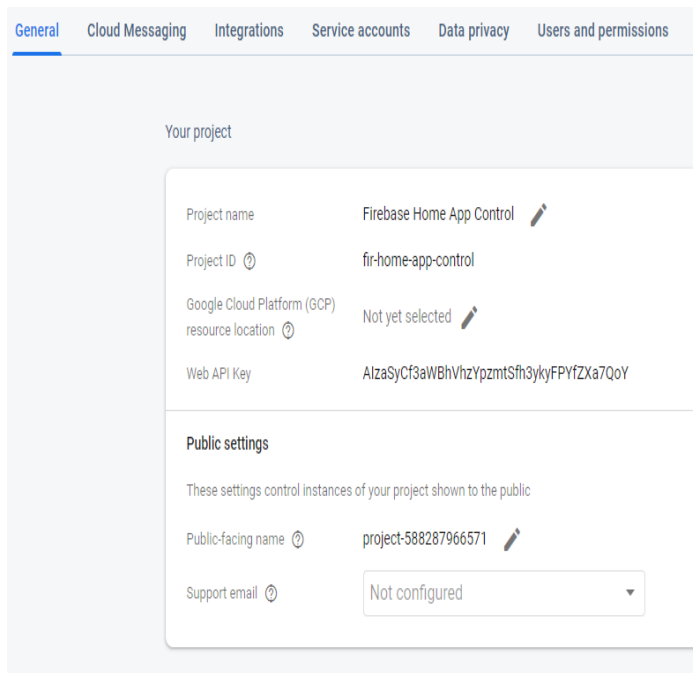 General Cloud Messaging Integrations Service accounts Data privacy Users and permissions
Your project
Project name Firebase Home App Control
Project ID fir-home-app-control
Google Cloud Platform (GCP)
resource location Not yet selected
Web API Key AIzaSyCf3aWBhVhzYpzmtSfh3ykyFPYfZXa7QoY
Public settings
These settings control instances of your project shown to the public
Public-facing name project-588287966571
Support email Not configured